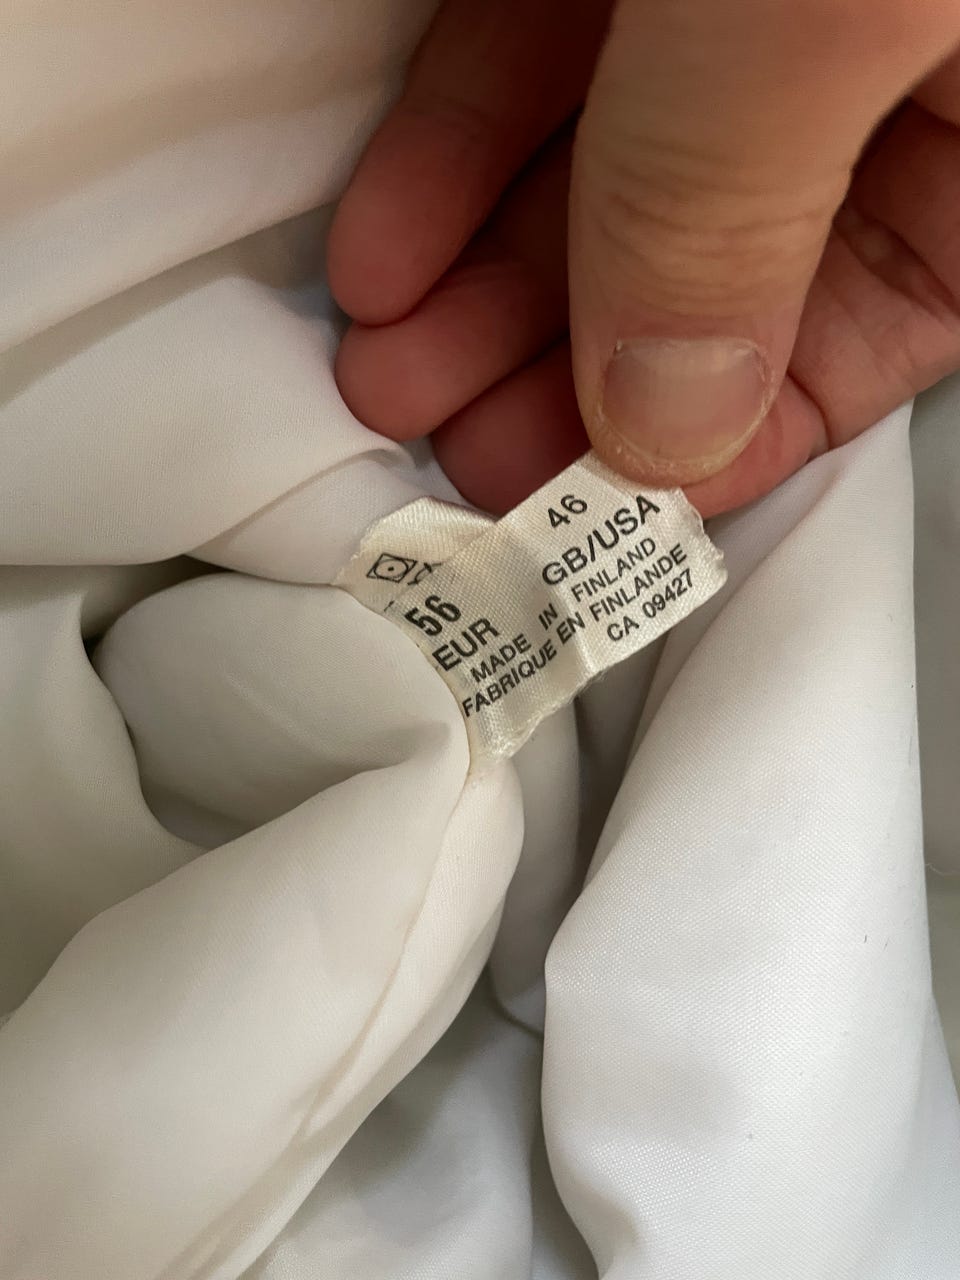 56 46
EUR GB/USA
MADE IN FINLAND
FABRIQUE EN FINLANDE
CA 09427